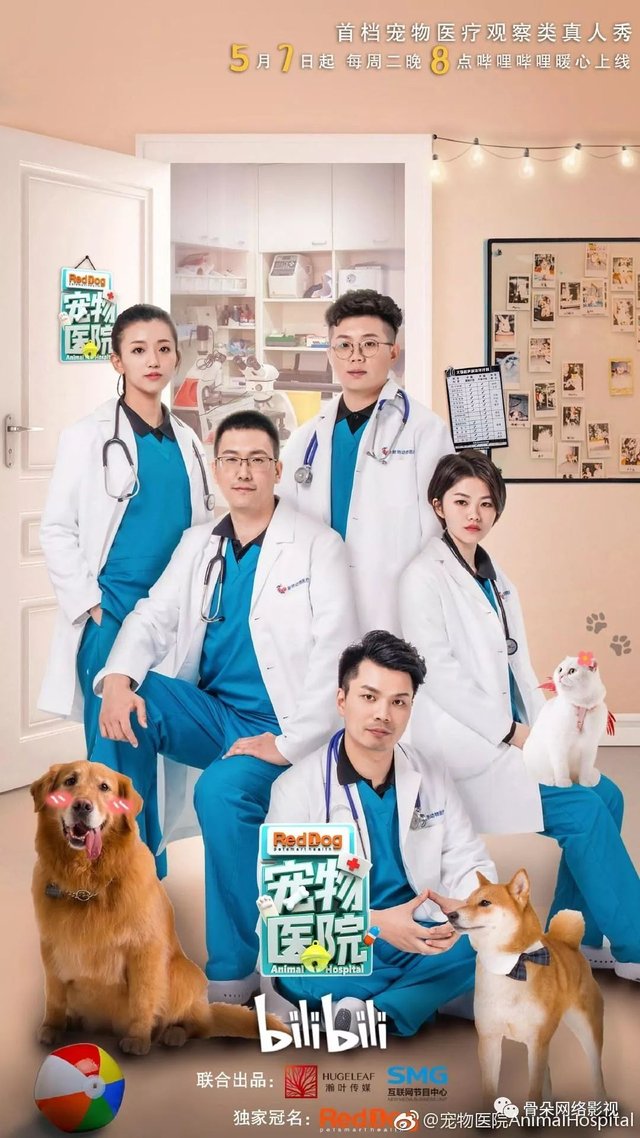 首档宠物医疗观察类真人秀
5月7日起 每周二晚8点哔哩哔哩暖心上线
RedDog
宠物
医院
Animal Hospital
RedDog
petsmarthealth
宠物
医院
Animal Hospital
bilibili
联合出品：
HUGELEAF
瀚叶传媒
SMG
互联网节目中心
独家冠名：
RedDog
@宠物医院AnimalHospital
骨朵网络影视